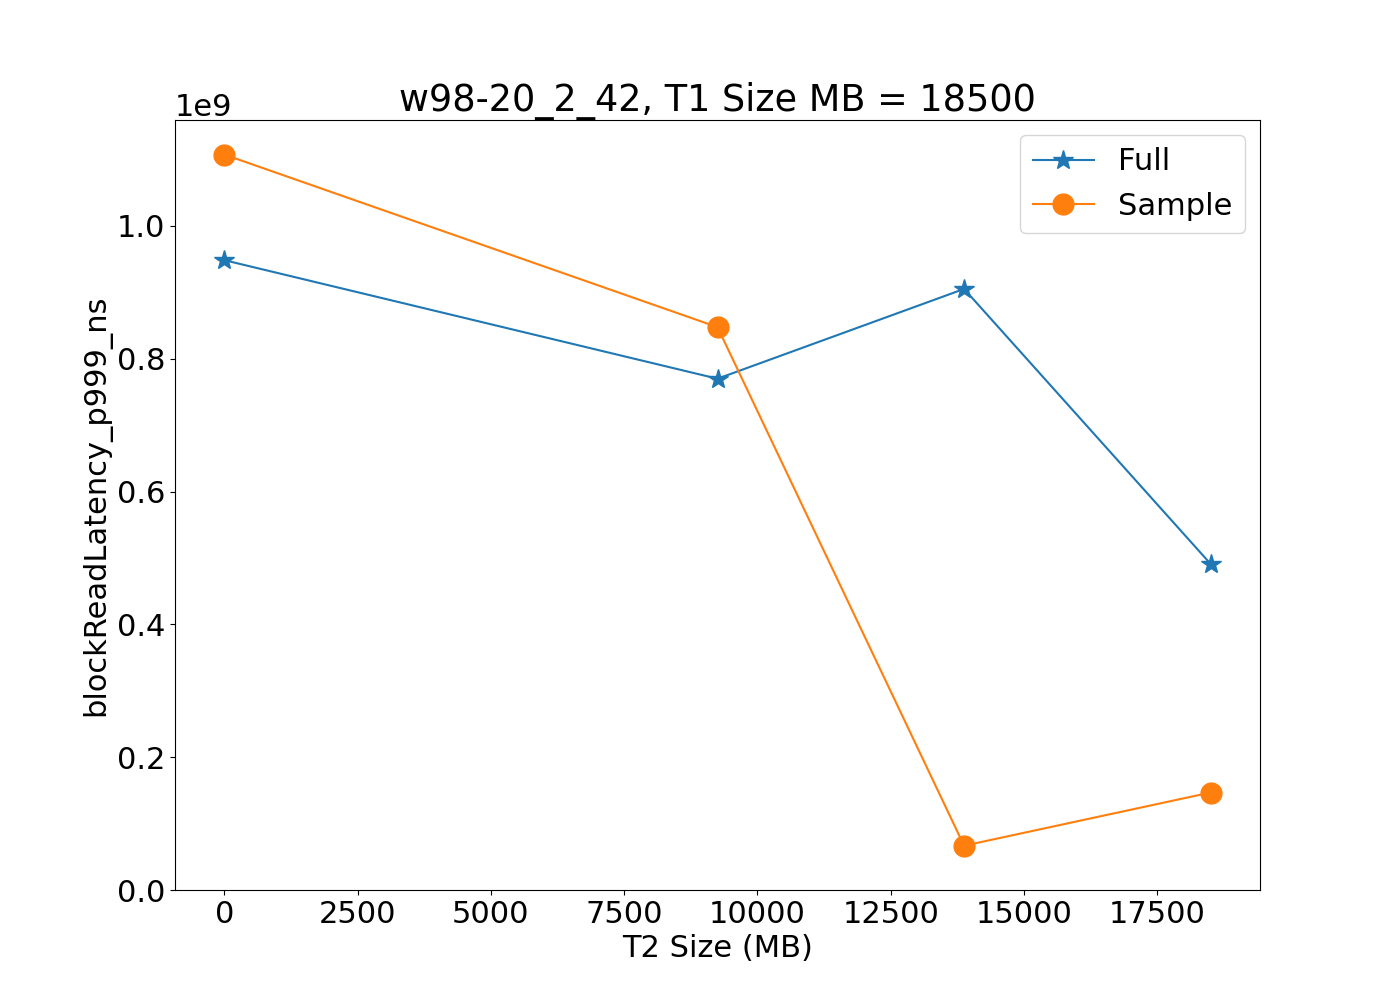 w98-20_2_42, T1 Size MB = 18500
1e9
Full
Sample
1.0
0.8
0.6
0.4
0.2
0.0
blockReadLatency_p999_ns
0 2500 5000 7500 10000 12500 15000 17500
T2 Size (MB)